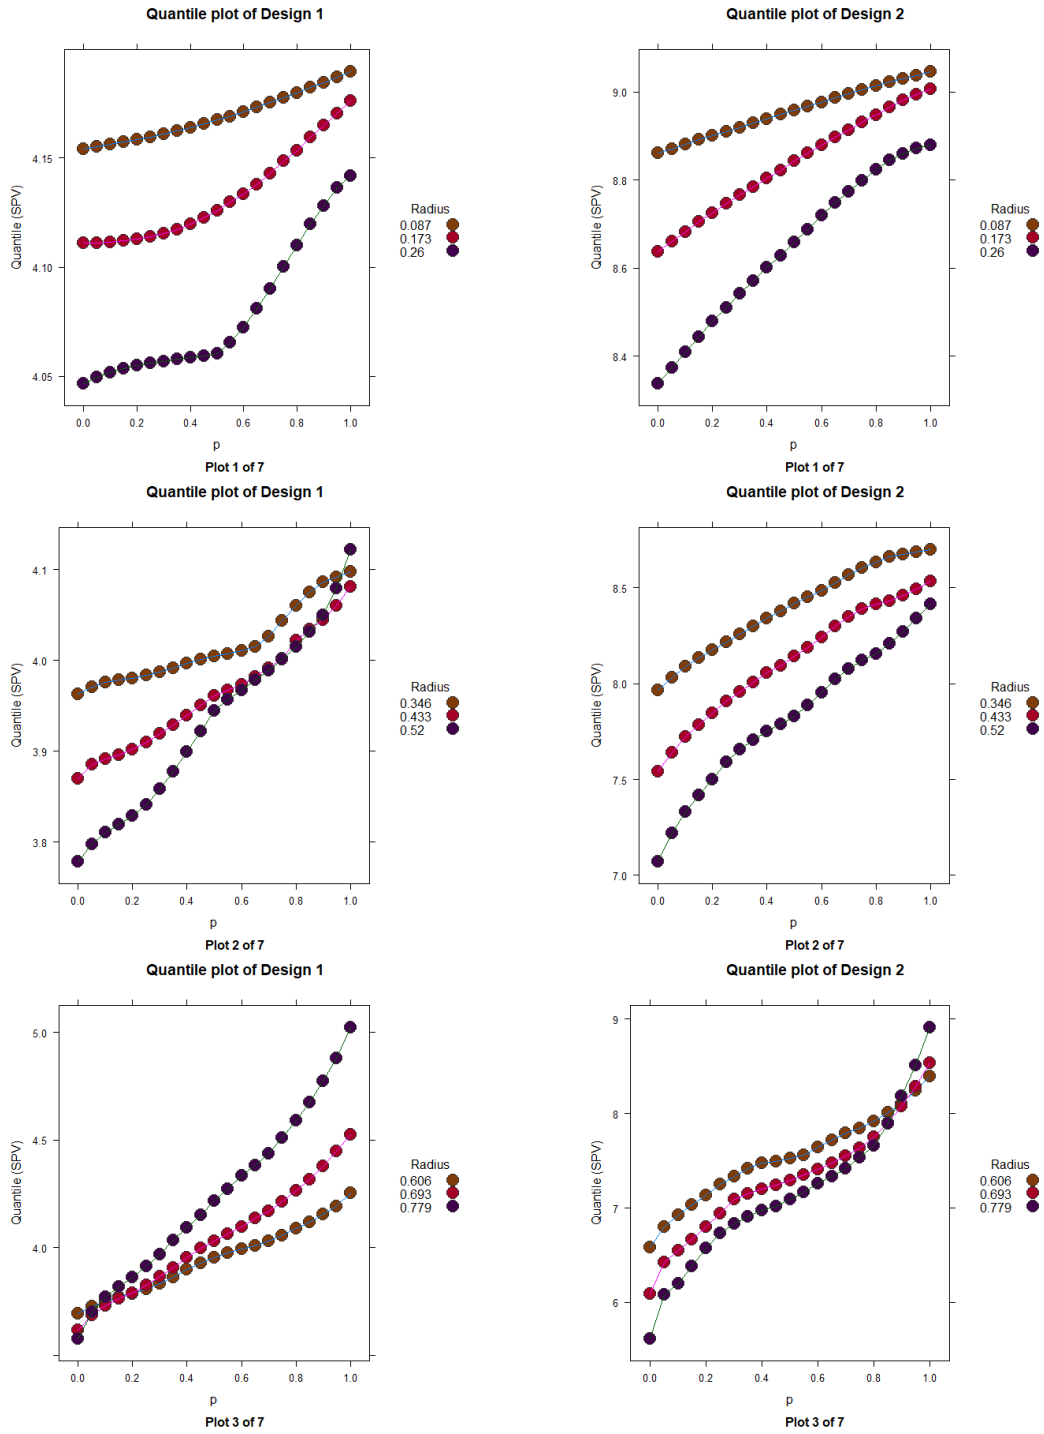 Quantile plot of Design 1
Quantile (SPV)
4.15
4.10
4.05
0.0 0.2 0.4 0.6 0.8 1.0
p
Plot 1 of 7
Radius
0.087
0.173
0.26
Quantile plot of Design 2
Quantile (SPV)
9.0
8.8
8.6
8.4
0.0 0.2 0.4 0.6 0.8 1.0
p
Plot 1 of 7
Radius
0.087
0.173
0.26
Quantile plot of Design 1
Quantile (SPV)
4.1
4.0
3.9
3.8
0.0 0.2 0.4 0.6 0.8 1.0
p
Plot 2 of 7
Radius
0.346
0.433
0.52
Quantile plot of Design 2
Quantile (SPV)
8.5
8.0
7.5
7.0
0.0 0.2 0.4 0.6 0.8 1.0
p
Plot 2 of 7
Radius
0.346
0.433
0.52
Quantile plot of Design 1
Quantile (SPV)
5.0
4.5
4.0
0.0 0.2 0.4 0.6 0.8 1.0
p
Plot 3 of 7
Radius
0.606
0.693
0.779
Quantile plot of Design 2
Quantile (SPV)
9
8
7
6
0.0 0.2 0.4 0.6 0.8 1.0
p
Plot 3 of 7
Radius
0.606
0.693
0.779